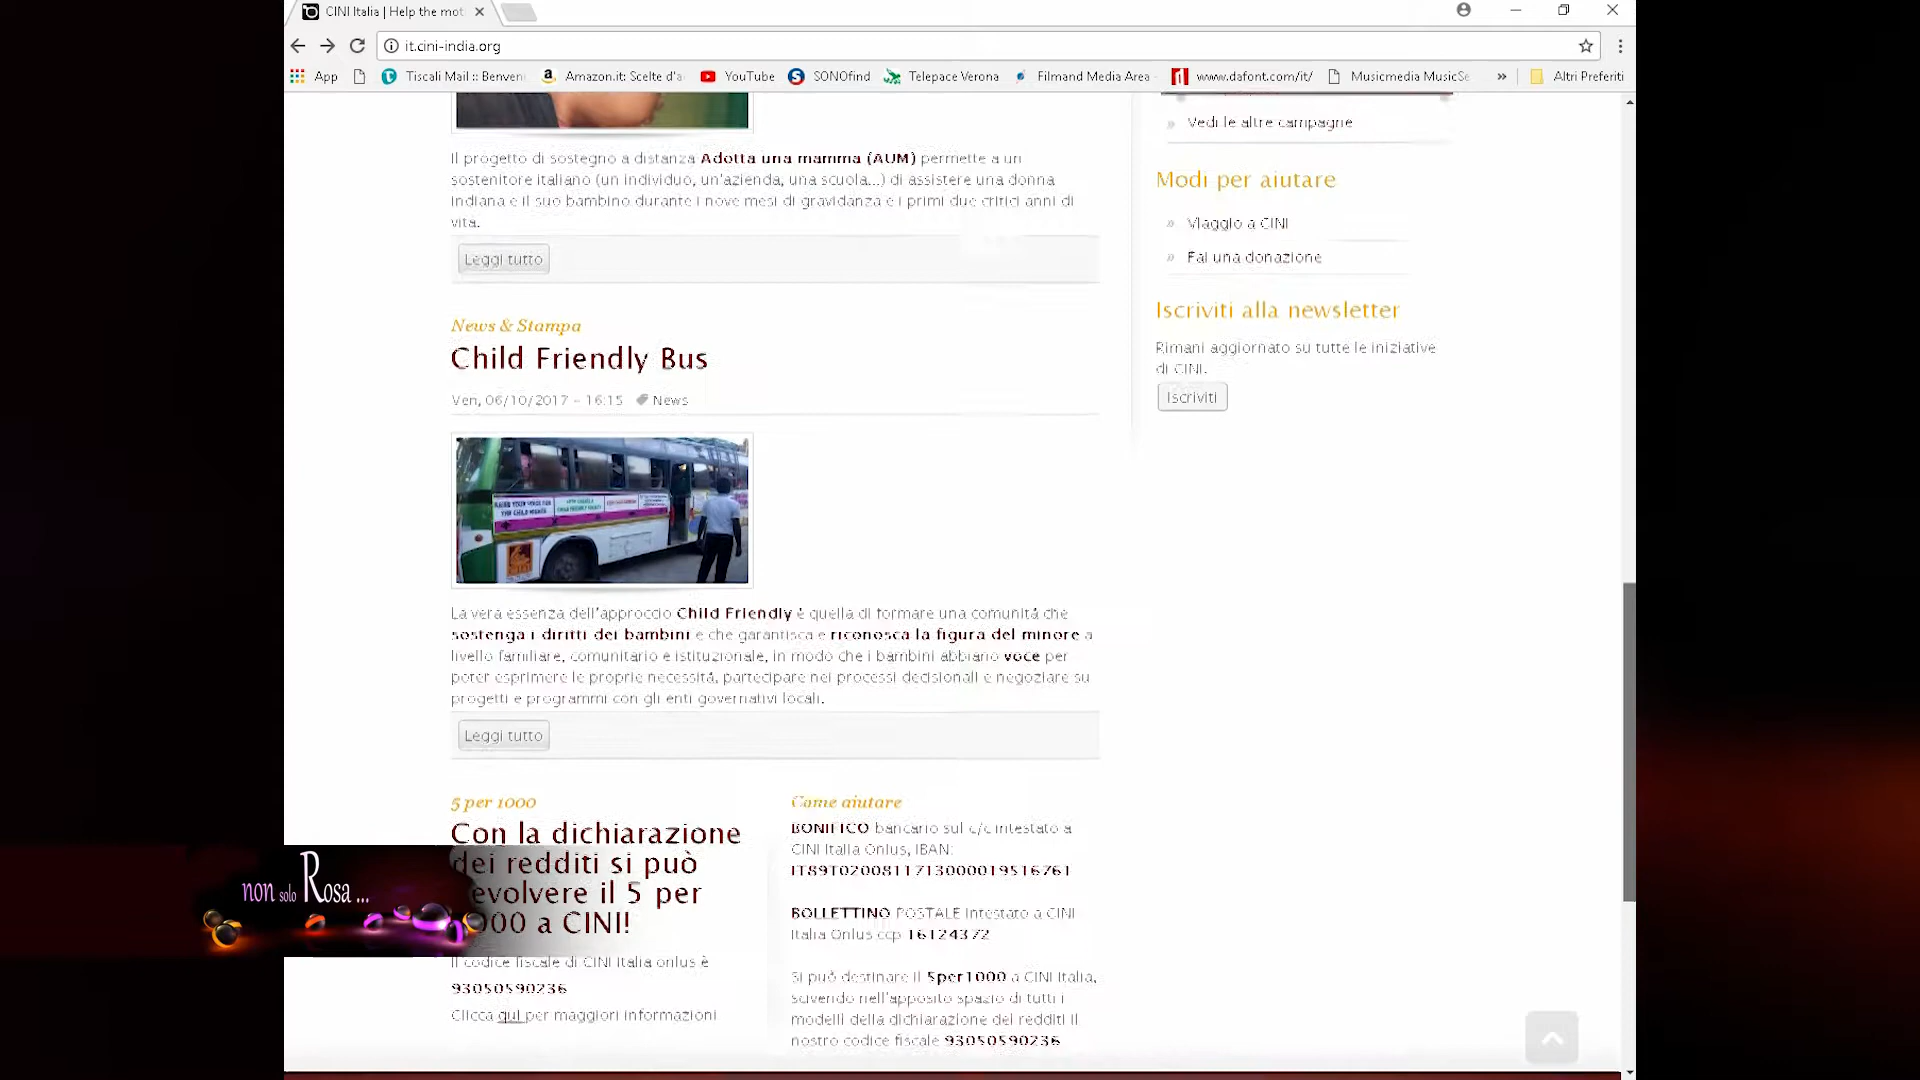 CINI Italia | Help the mot
it.cini-india.org
App
Tiscali Mail :: Benven
Amazon.it: Scelte d'a
YouTube
SONOfind
Telepace Verona
Filmand Media Area
www.dafont.com/it/
Musicmedia MusicSe
»
Altri Preferiti
Il progetto di sostegno a distanza Adotta una mamma (AUM) permette a un
sostenitore italiano (un individuo, un'azienda, una scuola...) di assistere una donna
indiana e il suo bambino durante i nove mesi di gravidanza e i primi due critici anni di
vita.
Leggi tutto
News & Stampa
Child Friendly Bus
Ven, 06/10/2017 - 16:15 News
La vera essenza dell'approccio Child Friendly è quella di formare una comunità che
sostenga i diritti dei bambini e che garantisca e riconosca la figura del minore a
livello familiare, comunitario e istituzionale, in modo che i bambini abbiano voce per
poter esprimere le proprie necessità, partecipare nei processi decisionali e negoziare su
progetti e programmi con gli enti governativi locali.
Leggi tutto
Vedi le altre campagne
Modi per aiutare
Viaggio a CINI
Fai una donazione
Iscriviti alla newsletter
Rimani aggiornato su tutte le iniziative
di CINI.
Iscriviti
5 per 1000
Con la dichiarazione
dei redditi si può
evolvere il 5 per
000 a CINI!
Il codice fiscale di CINI Italia onlus è
93050590236
Clicca qui per maggiori informazioni
Come aiutare
BONIFICO bancario sul c/c intestato a
CINI Italia Onlus, IBAN:
IT89T0200811713000019516761
BOLLETTINO POSTALE intestato a CINI
Italia Onlus ccp 16124372
Si può destinare il 5per1000 a CINI Italia,
scrivendo nell'apposito spazio di tutti i
modelli della dichiarazione dei redditi il
nostro codice fiscale 93050590236
non solo Rosa ...